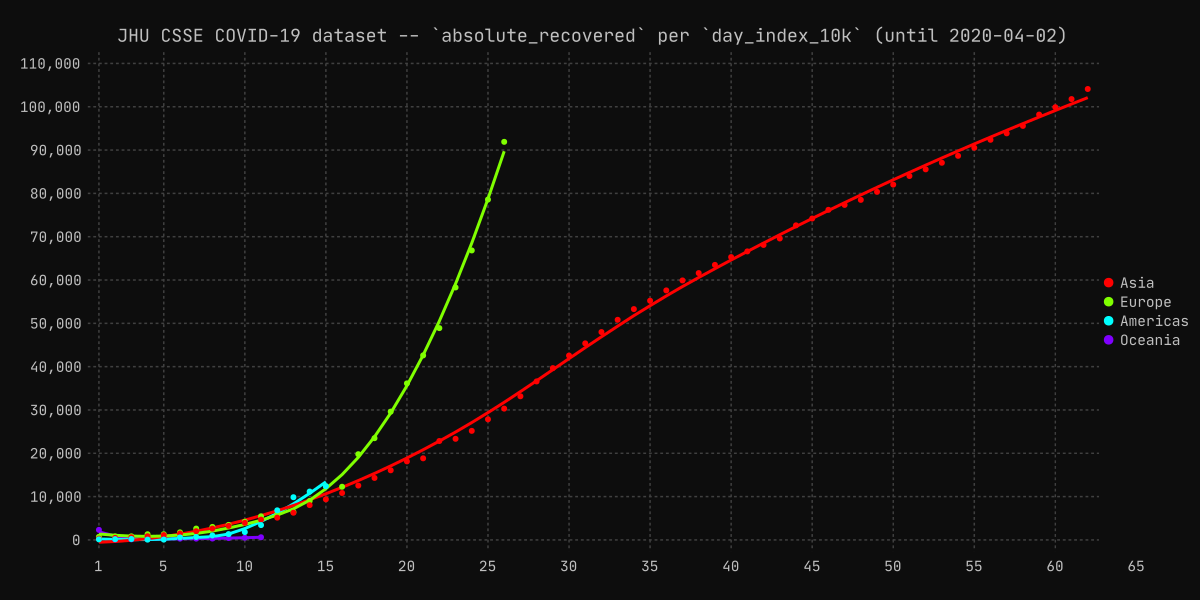 JHU CSSE COVID-19 dataset -- `absolute_recovered` per `day_index_10k` (until 2020-04-02)
110,000
100,000
90,000
80,000
70,000
60,000
50,000
40,000
30,000
20,000
10,000
0
1 5 10 15 20 25 30 35 40 45 50 55 60 65
Asia
Europe
Americas
Oceania